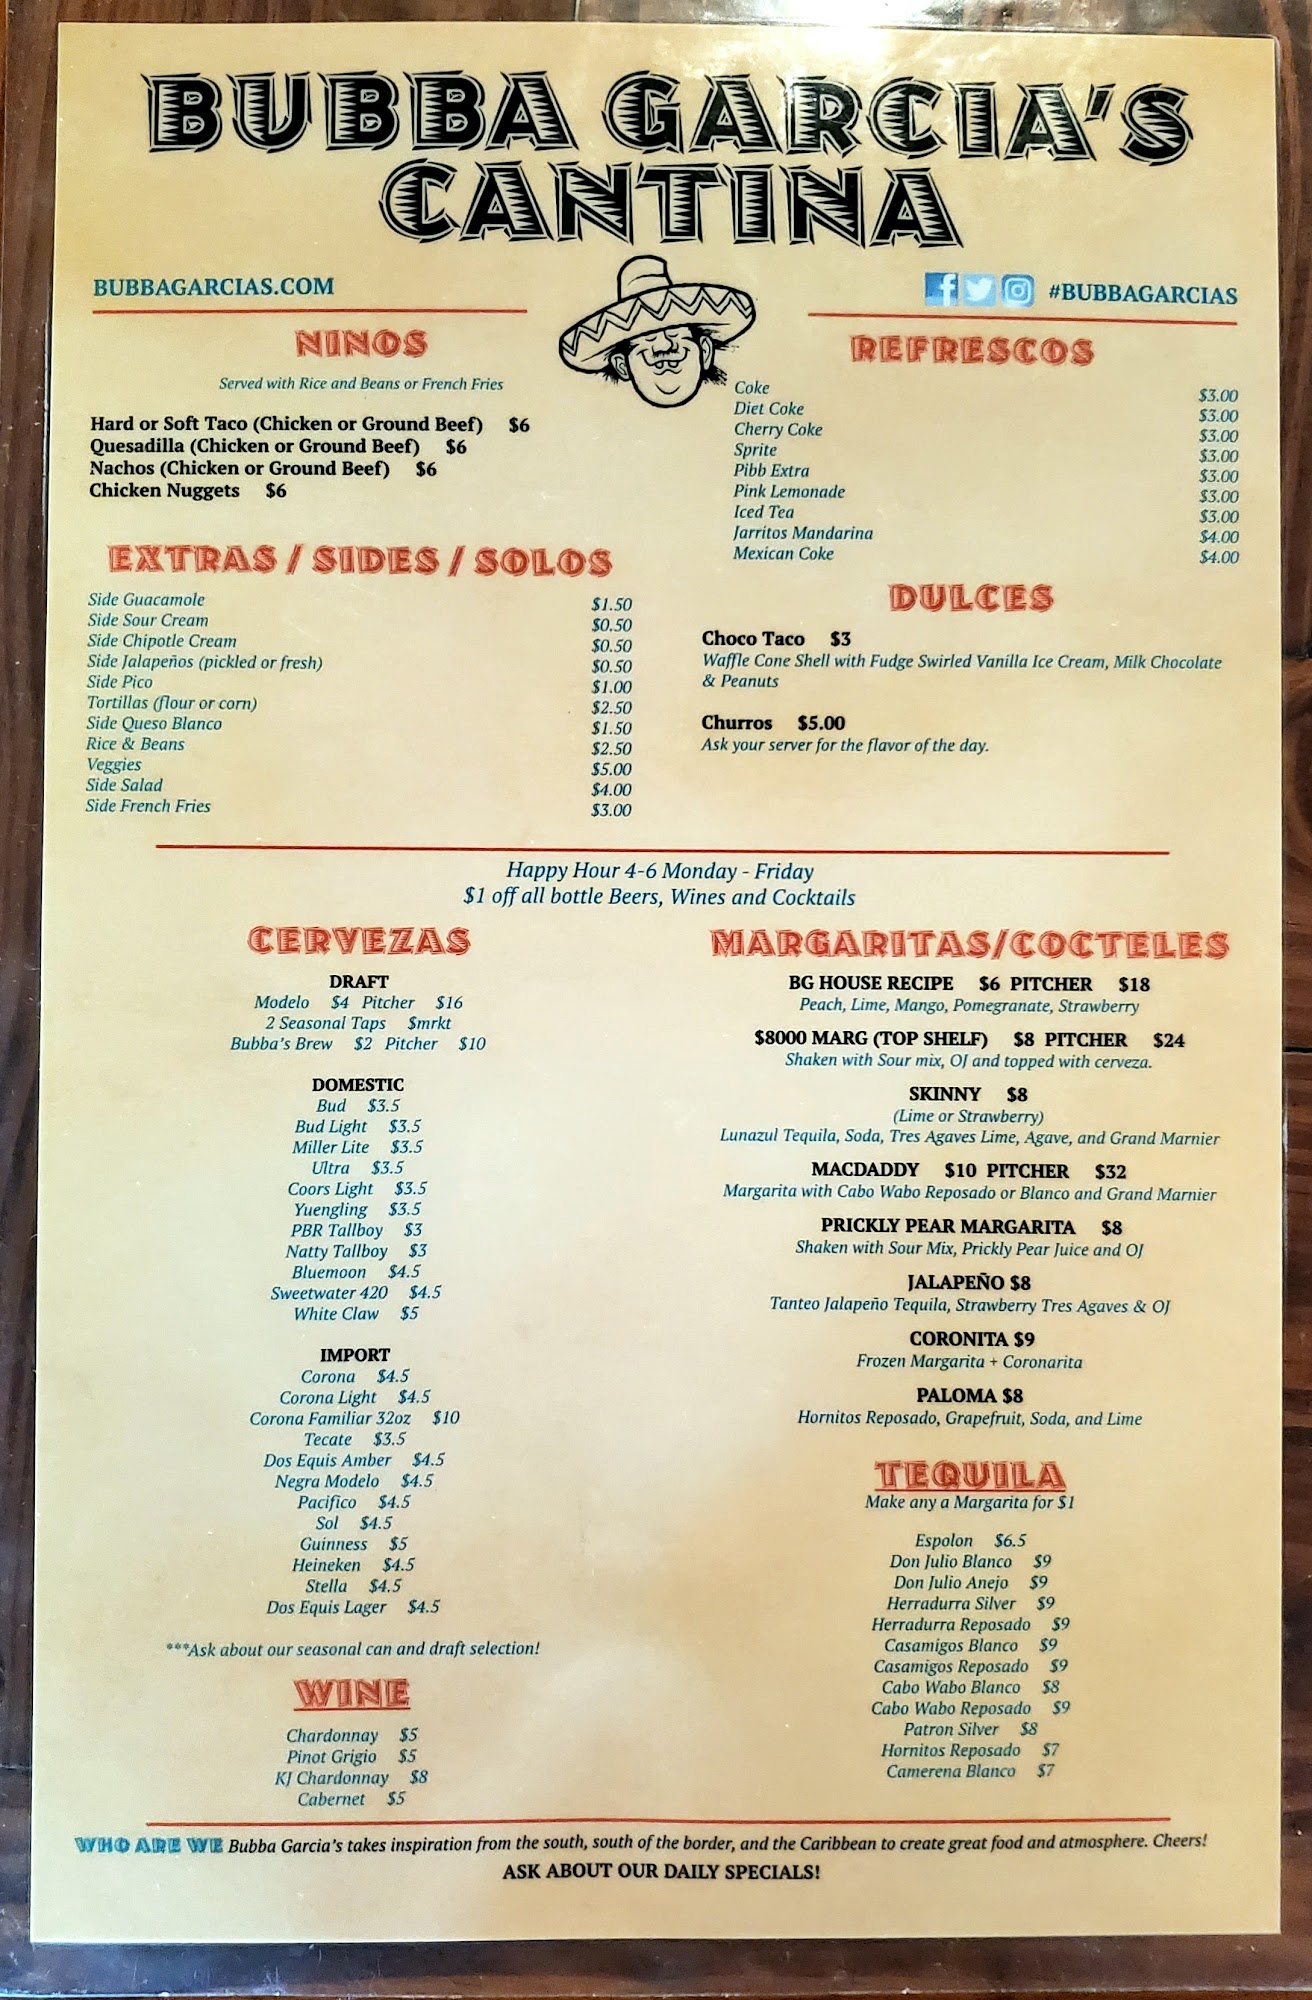 BUBBA GARCIA'S
CANTINA
BUBBAGARCIAS.COM
#BUBBAGARCIAS
NINOS
Served with Rice and Beans or French Fries
Hard or Soft Taco (Chicken or Ground Beef) $6
Quesadilla (Chicken or Ground Beef) $6
Nachos (Chicken or Ground Beef) $6
Chicken Nuggets $6
EXTRAS / SIDES / SOLOS
Side Guacamole $1.50
Side Sour Cream $0.50
Side Chipotle Cream $0.50
Side Jalapeños (pickled or fresh) $0.50
Side Pico $1.00
Tortillas (flour or corn) $2.50
Side Queso Blanco $1.50
Rice & Beans $2.50
Veggies $5.00
Side Salad $4.00
Side French Fries $3.00
REFRESCOS
Coke $3.00
Diet Coke $3.00
Cherry Coke $3.00
Sprite $3.00
Pibb Extra $3.00
Pink Lemonade $3.00
Iced Tea $3.00
Jarritos Mandarina $4.00
Mexican Coke $4.00
DULCES
Choco Taco $3
Waffle Cone Shell with Fudge Swirled Vanilla Ice Cream, Milk Chocolate
& Peanuts
Churros $5.00
Ask your server for the flavor of the day.
Happy Hour 4-6 Monday - Friday
$1 off all bottle Beers, Wines and Cocktails
CERVEZAS
DRAFT
Modelo $4 Pitcher $16
2 Seasonal Taps $mrkt
Bubba's Brew $2 Pitcher $10
DOMESTIC
Bud $3.5
Bud Light $3.5
Miller Lite $3.5
Ultra $3.5
Coors Light $3.5
Yuengling $3.5
PBR Tallboy $3
Natty Tallboy $3
Bluemoon $4.5
Sweetwater 420 $4.5
White Claw $5
IMPORT
Corona $4.5
Corona Light $4.5
Corona Familiar 32oz $10
Tecate $3.5
Dos Equis Amber $4.5
Negra Modelo $4.5
Pacifico $4.5
Sol $4.5
Guinness $5
Heineken $4.5
Stella $4.5
Dos Equis Lager $4.5
***Ask about our seasonal can and draft selection!
WINE
Chardonnay $5
Pinot Grigio $5
KJ Chardonnay $8
Cabernet $5
MARGARITAS/COCTELES
BG HOUSE RECIPE $6 PITCHER $18
Peach, Lime, Mango, Pomegranate, Strawberry
$8000 MARG (TOP SHELF) $8 PITCHER $24
Shaken with Sour mix, OJ and topped with cerveza.
SKINNY $8
(Lime or Strawberry)
Lunazul Tequila, Soda, Tres Agaves Lime, Agave, and Grand Marnier
MACDADDY $10 PITCHER $32
Margarita with Cabo Wabo Reposado or Blanco and Grand Marnier
PRICKLY PEAR MARGARITA $8
Shaken with Sour Mix, Prickly Pear Juice and OJ
JALAPEÑO $8
Tanteo Jalapeño Tequila, Strawberry Tres Agaves & OJ
CORONITA $9
Frozen Margarita + Coronarita
PALOMA $8
Hornitos Reposado, Grapefruit, Soda, and Lime
TEQUILA
Make any a Margarita for $1
Espolon $6.5
Don Julio Blanco $9
Don Julio Anejo $9
Herradurra Silver $9
Herradurra Reposado $9
Casamigos Blanco $9
Casamigos Reposado $9
Cabo Wabo Blanco $8
Cabo Wabo Reposado $9
Patron Silver $8
Hornitos Reposado $7
Camerena Blanco $7
WHO ARE WE Bubba Garcia's takes inspiration from the south, south of the border, and the Caribbean to create great food and atmosphere. Cheers!
ASK ABOUT OUR DAILY SPECIALS!